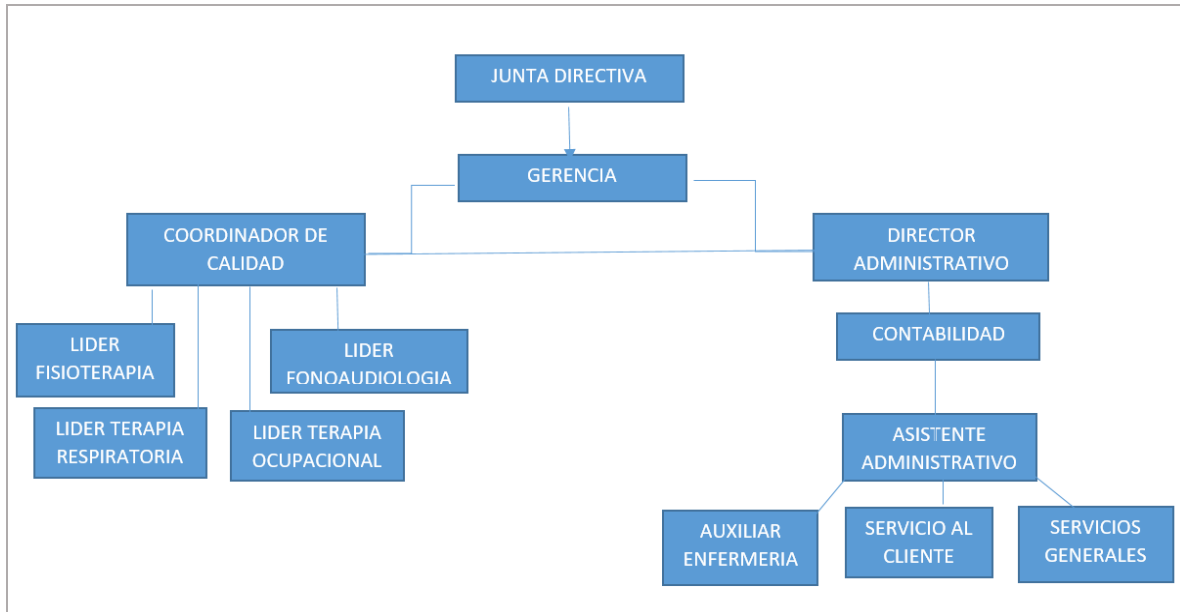 JUNTA DIRECTIVA
GERENCIA
COORDINADOR DE
CALIDAD
DIRECTOR
ADMINISTRATIVO
LIDER
FISIOTERAPIA
LIDER
FONOAUDIOLOGIA
CONTABILIDAD
LIDER TERAPIA
RESPIRATORIA
LIDER TERAPIA
OCUPACIONAL
ASISTENTE
ADMINISTRATIVO
AUXILIAR
ENFERMERIA
SERVICIO AL
CLIENTE
SERVICIOS
GENERALES